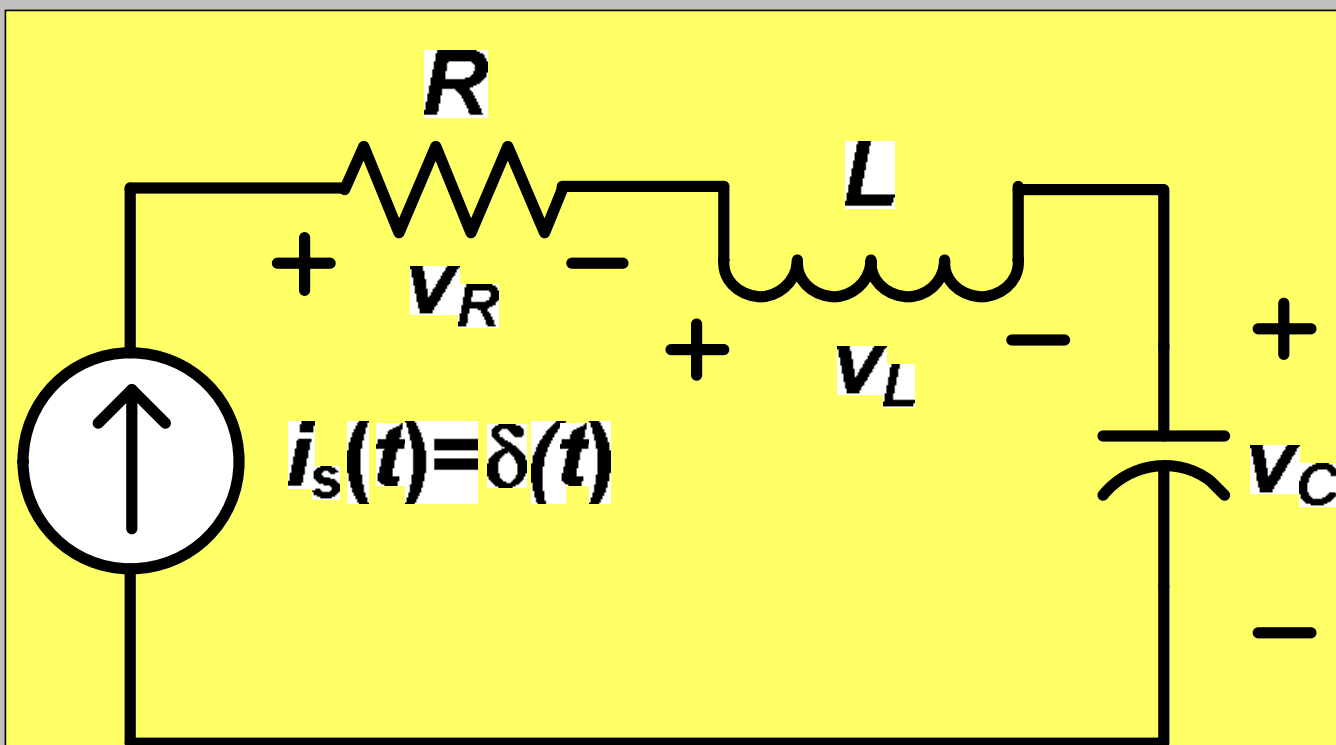 R
L
+ v_R −
+ v_L −
+
i_s(t)=δ(t)
v_C
−